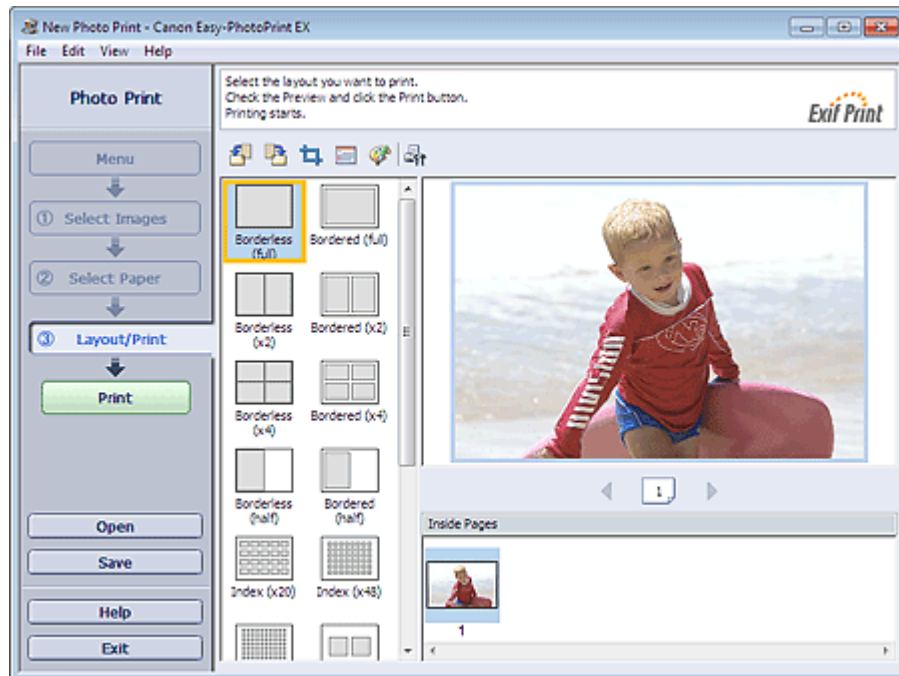 New Photo Print - Canon Easy-PhotoPrint EX
File Edit View Help
Photo Print
Select the layout you want to print.
Check the Preview and click the Print button.
Printing starts.
Exif Print
Menu
① Select Images
② Select Paper
③ Layout/Print
Print
Open
Save
Help
Exit
Borderless
(full)
Bordered (full)
Borderless
(x2)
Bordered (x2)
Borderless
(x4)
Bordered (x4)
Borderless
(half)
Bordered
(half)
Index (x20)
Index (x48)
1
Inside Pages
1